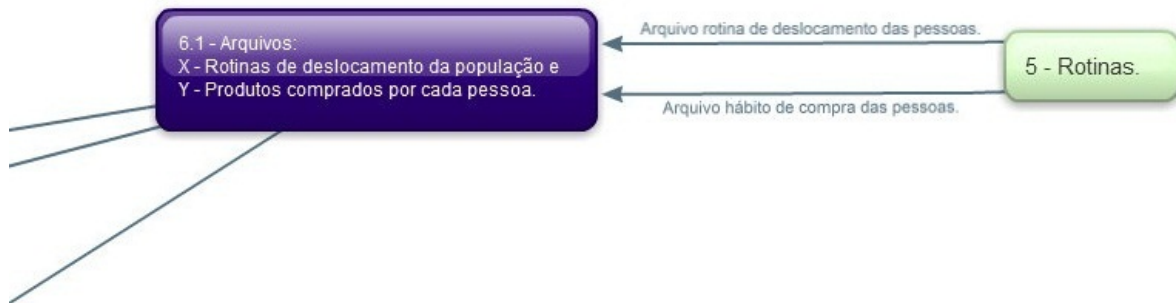 6.1 - Arquivos:
X - Rotinas de deslocamento da população e
Y - Produtos comprados por cada pessoa.
Arquivo rotina de deslocamento das pessoas.
Arquivo hábito de compra das pessoas.
5 - Rotinas.